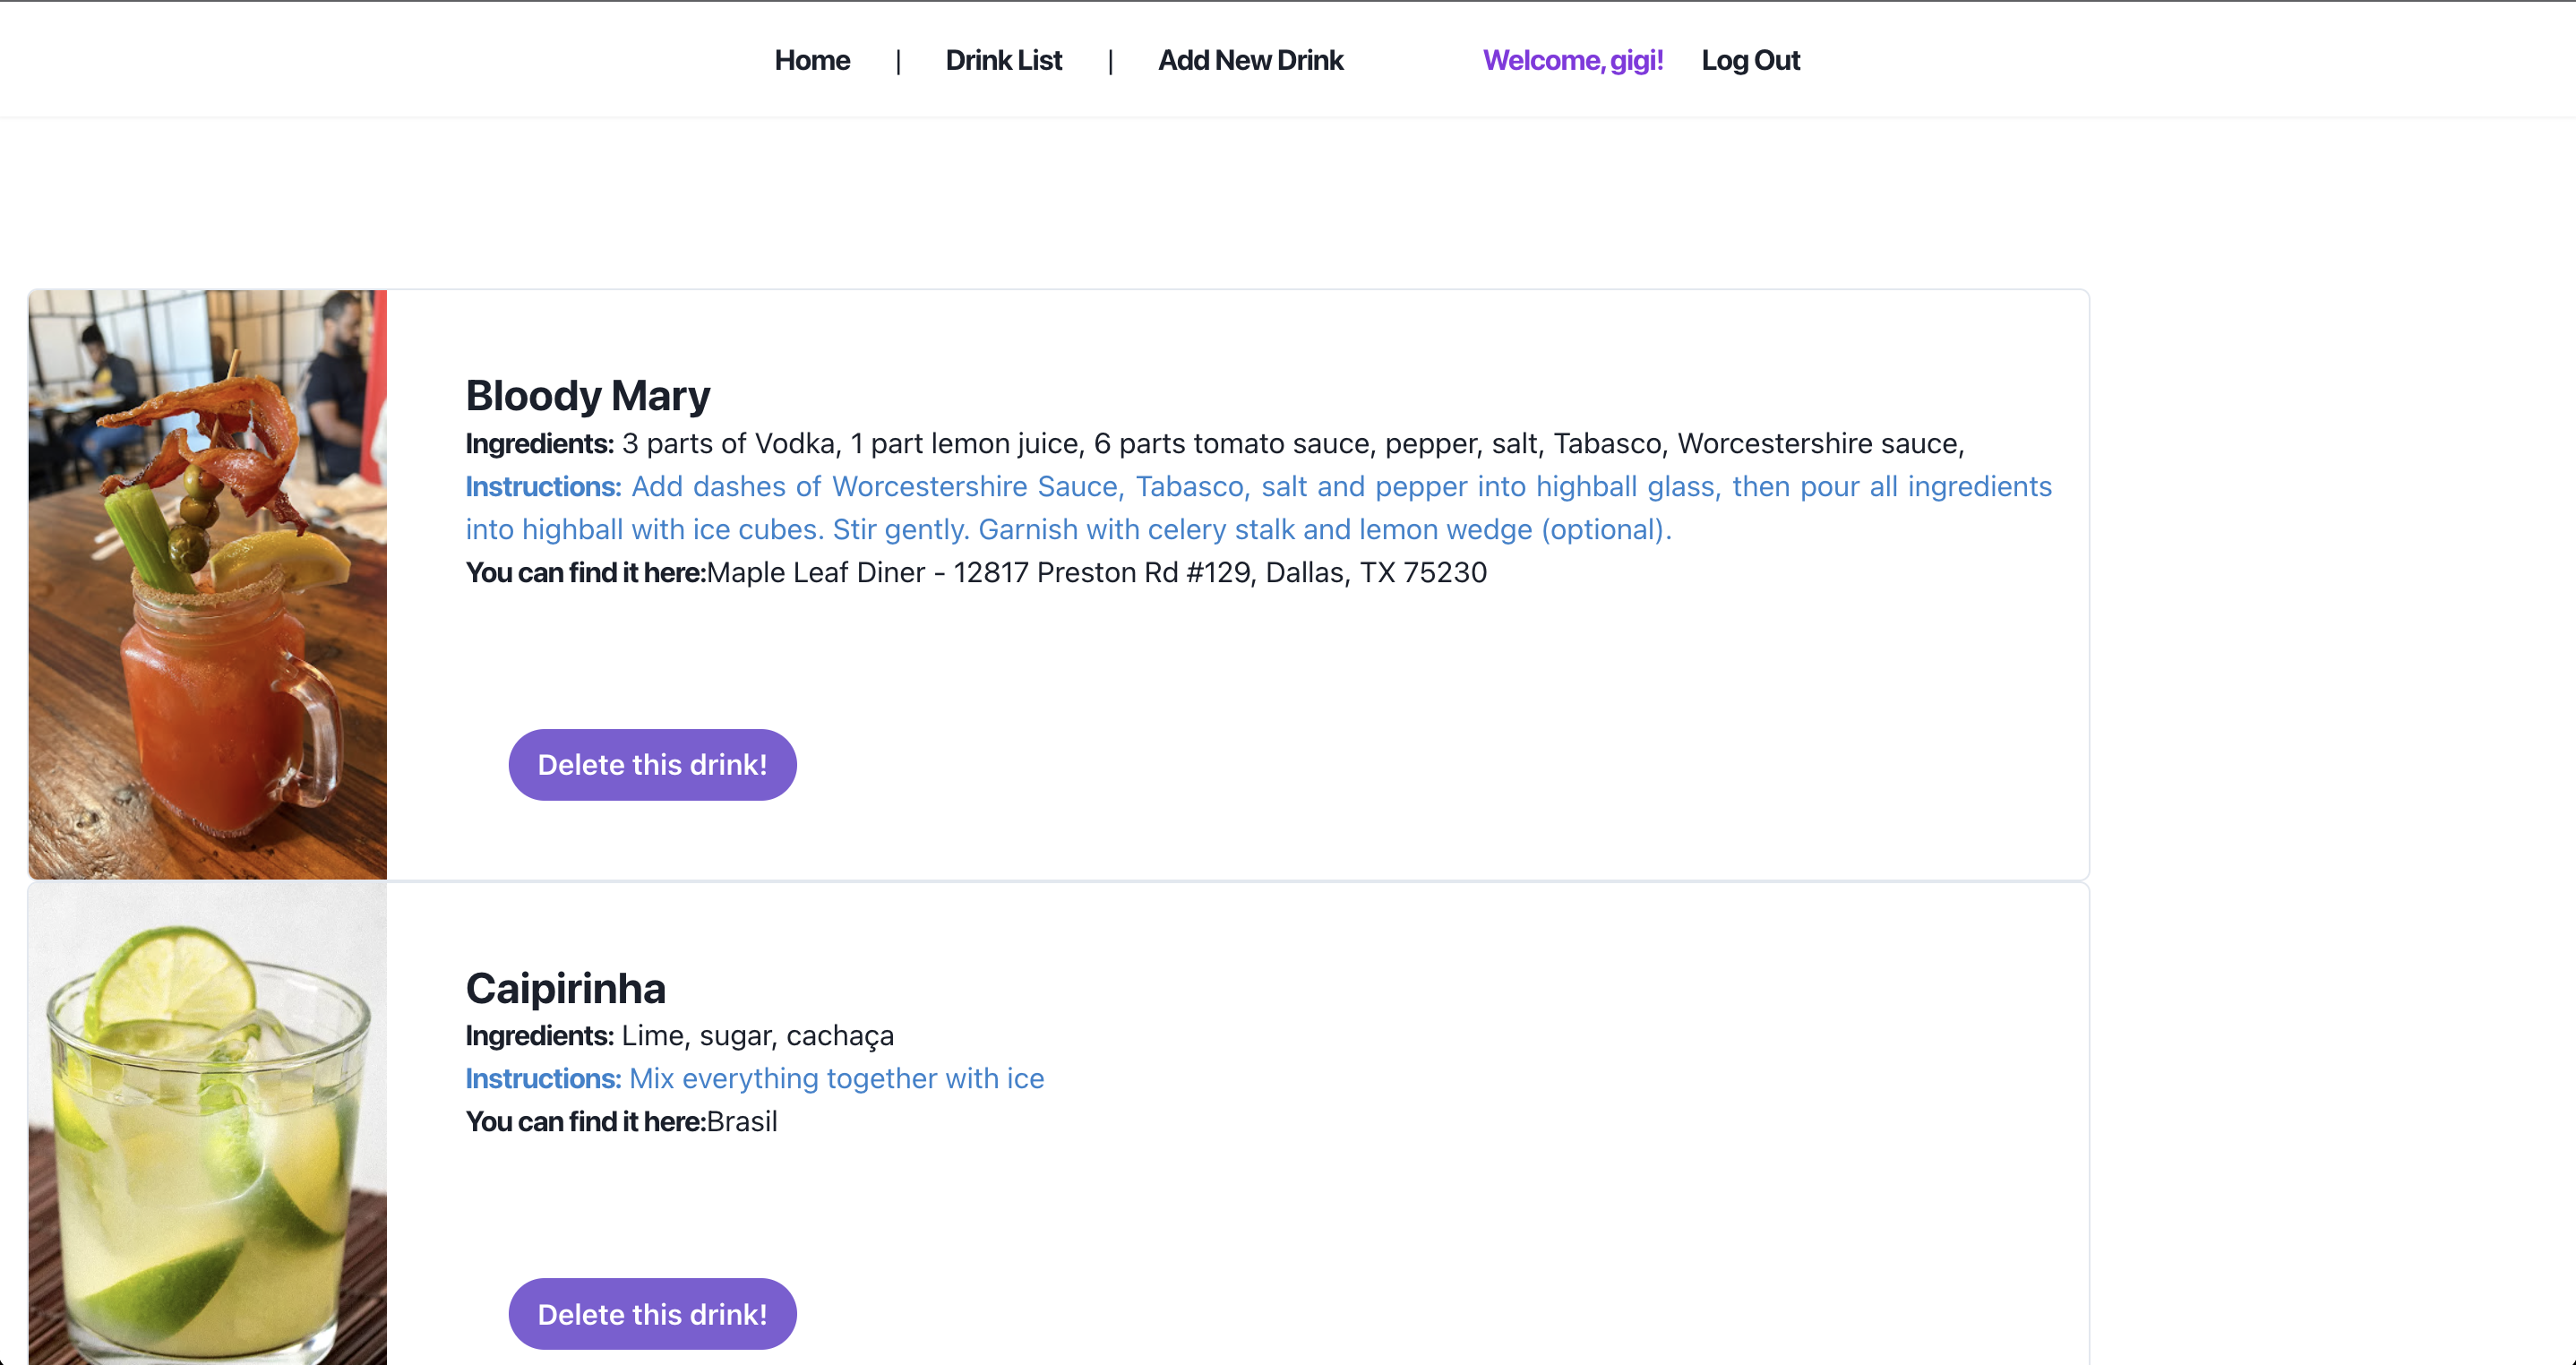 Home | Drink List | Add New Drink Welcome, gigi! Log Out
Bloody Mary
Ingredients: 3 parts of Vodka, 1 part lemon juice, 6 parts tomato sauce, pepper, salt, Tabasco, Worcestershire sauce,
Instructions: Add dashes of Worcestershire Sauce, Tabasco, salt and pepper into highball glass, then pour all ingredients
into highball with ice cubes. Stir gently. Garnish with celery stalk and lemon wedge (optional).
You can find it here:Maple Leaf Diner - 12817 Preston Rd #129, Dallas, TX 75230
Delete this drink!
Caipirinha
Ingredients: Lime, sugar, cachaça
Instructions: Mix everything together with ice
You can find it here:Brasil
Delete this drink!